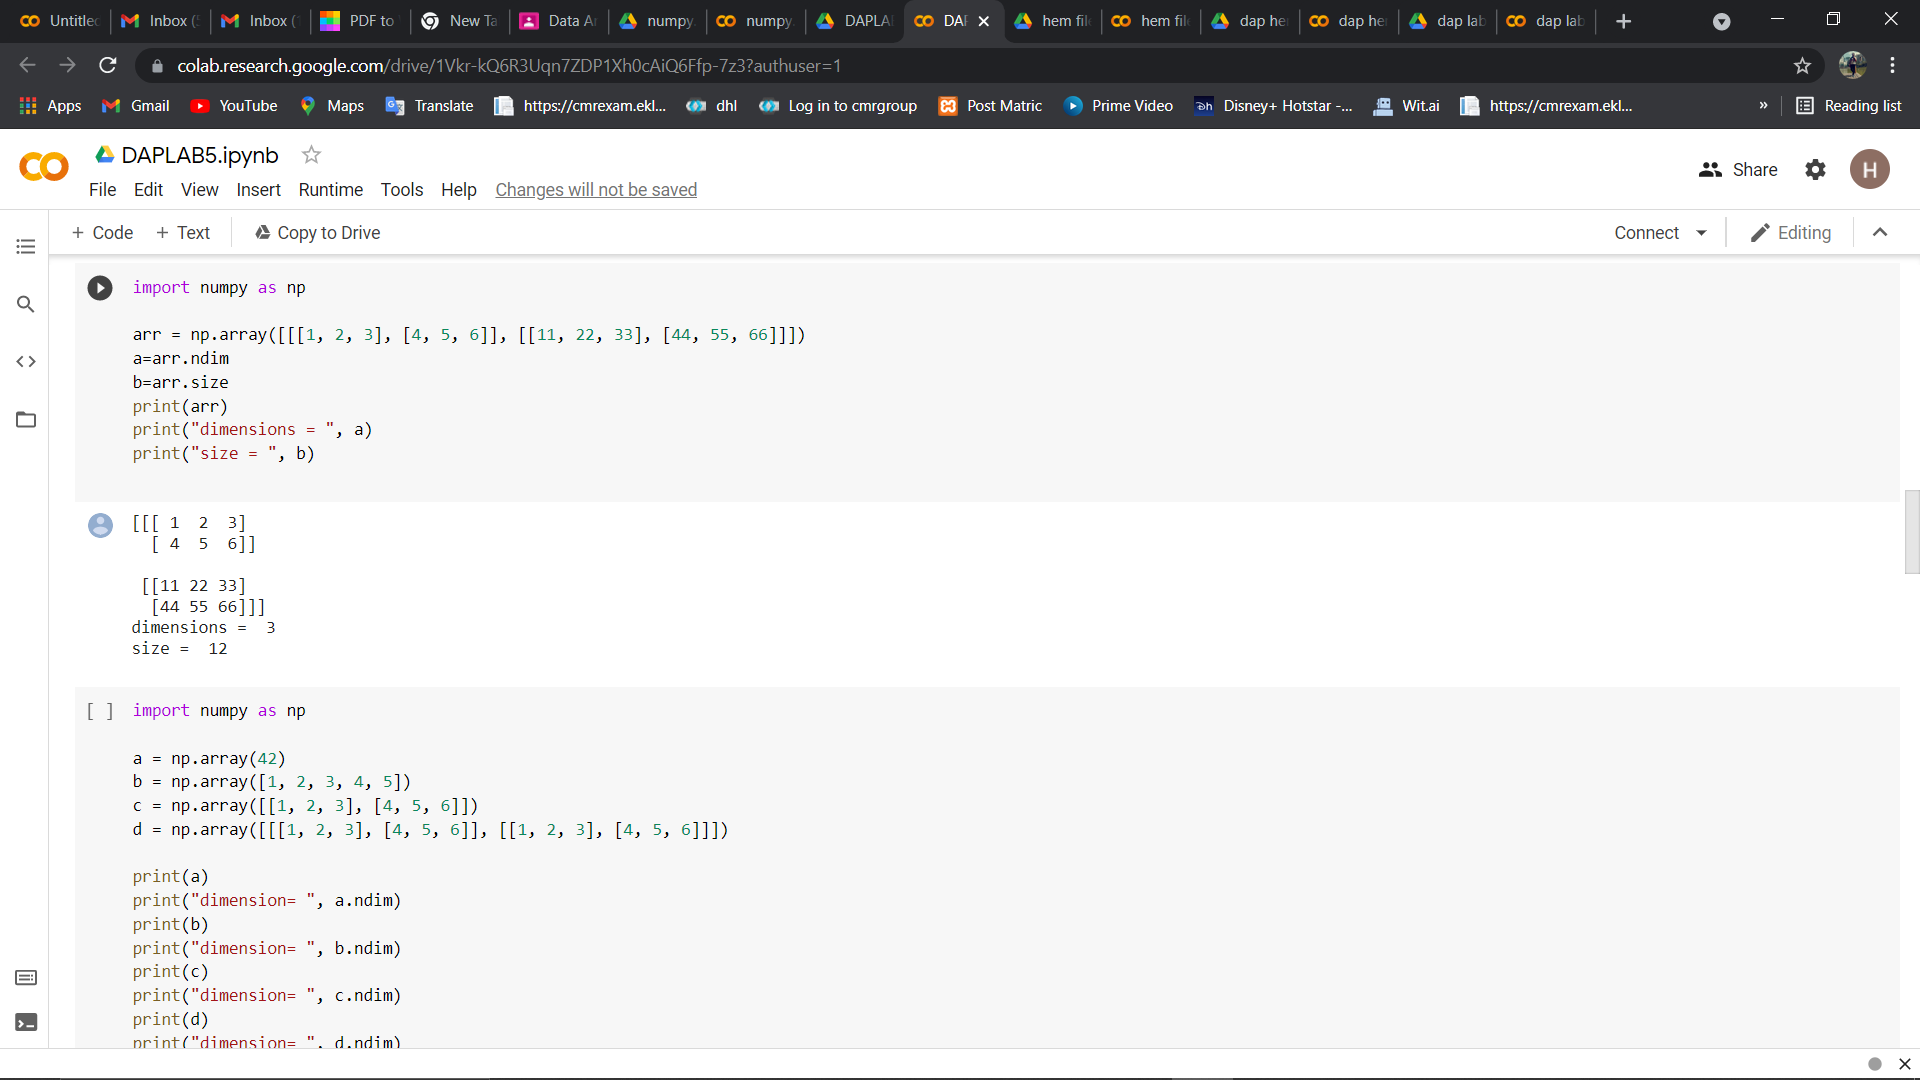 Untitled
Inbox (
Inbox (
PDF to
New Ta
Data A
numpy.
numpy.
DAPLA
DAP
hem fil
hem file
dap he
dap her
dap lab
dap lab
colab.research.google.com/drive/1Vkr-kQ6R3Uqn7ZDP1Xh0cAiQ6Ffp-7z3?authuser=1
Apps Gmail YouTube Maps Translate https://cmrexam.ekl... dhl Log in to cmrgroup Post Matric Prime Video Disney+ Hotstar -... Wit.ai https://cmrexam.ekl... » Reading list
DAPLAB5.ipynb
File Edit View Insert Runtime Tools Help Changes will not be saved
Share
H
+ Code + Text Copy to Drive
Connect
Editing
import numpy as np
arr = np.array([[[1, 2, 3], [4, 5, 6]], [[11, 22, 33], [44, 55, 66]]])
a=arr.ndim
b=arr.size
print(arr)
print("dimensions = ", a)
print("size = ", b)
[[[ 1  2  3]
[ 4  5  6]]
[[11 22 33]
[44 55 66]]]
dimensions =  3
size =  12
[ ] import numpy as np
a = np.array(42)
b = np.array([1, 2, 3, 4, 5])
c = np.array([[1, 2, 3], [4, 5, 6]])
d = np.array([[[1, 2, 3], [4, 5, 6]], [[1, 2, 3], [4, 5, 6]]])
print(a)
print("dimension= ", a.ndim)
print(b)
print("dimension= ", b.ndim)
print(c)
print("dimension= ", c.ndim)
print(d)
print("dimension= ", d.ndim)